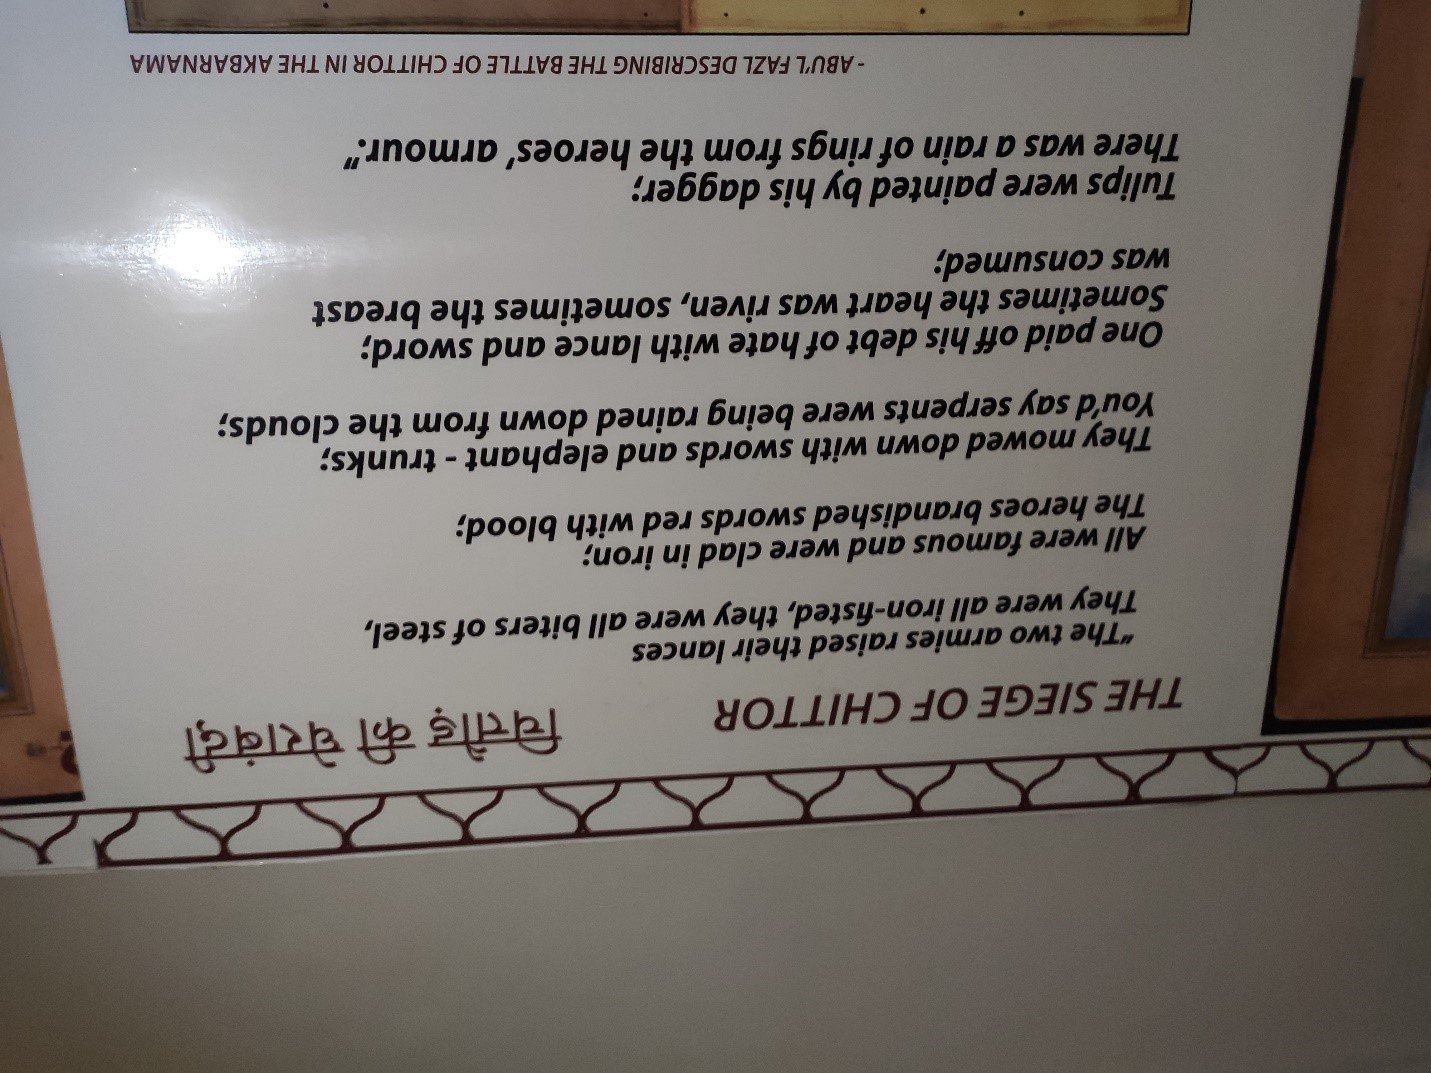 THE SIEGE OF CHITTOR
चित्तौड़ की घेराबंदी
“The two armies raised their lances
They were all iron-fisted, they were all biters of steel,
All were famous and were clad in iron;
The heroes brandished swords red with blood;
They mowed down with swords and elephant - trunks;
You’d say serpents were being rained down from the clouds;
One paid off his debt of hate with lance and sword;
Sometimes the heart was riven, sometimes the breast
was consumed;
Tulips were painted by his dagger;
There was a rain of rings from the heroes’ armour.”
- ABU’L FAZL DESCRIBING THE BATTLE OF CHITTOR IN THE AKBARNAMA